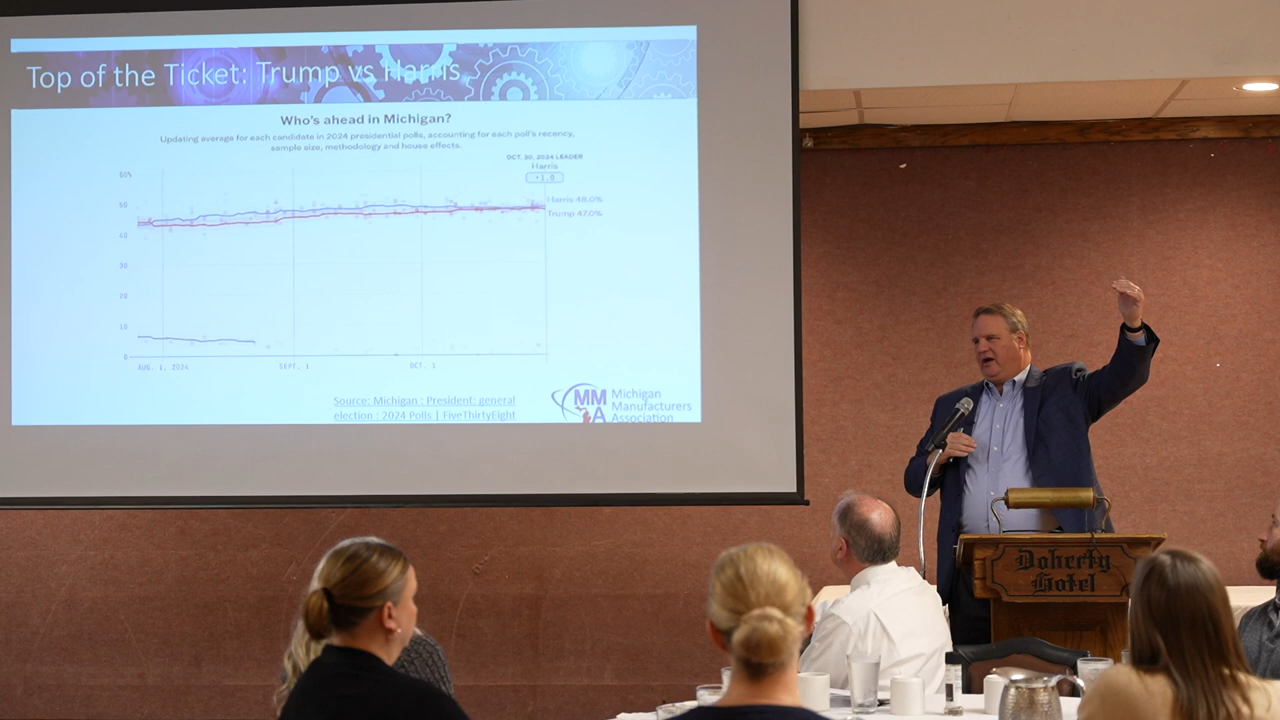 Top of the Ticket: Trump vs Harris
Who's ahead in Michigan?
Updating average for each candidate in 2024 presidential polls, accounting for each poll's recency,
sample size, methodology and house effects.
OCT. 30, 2024 LEADER
Harris
+1.0
60%
50
Harris 48.0%
Trump 47.0%
40
30
20
10
0
AUG. 1, 2024
SEPT. 1
OCT. 1
Source: Michigan : President: general
election : 2024 Polls | FiveThirtyEight
MM
A
Michigan
Manufacturers
Association
Doherty
Hotel